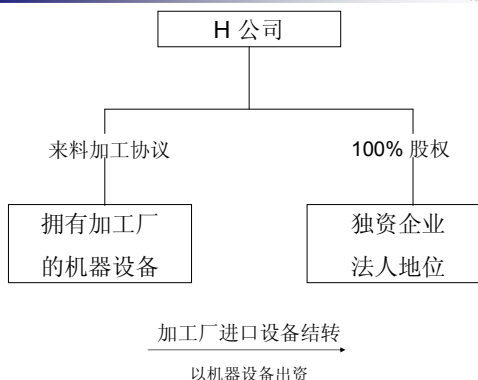 H 公司
来料加工协议
100% 股权
拥有加工厂
的机器设备
独资企业
法人地位
加工厂进口设备结转
以机器设备出资